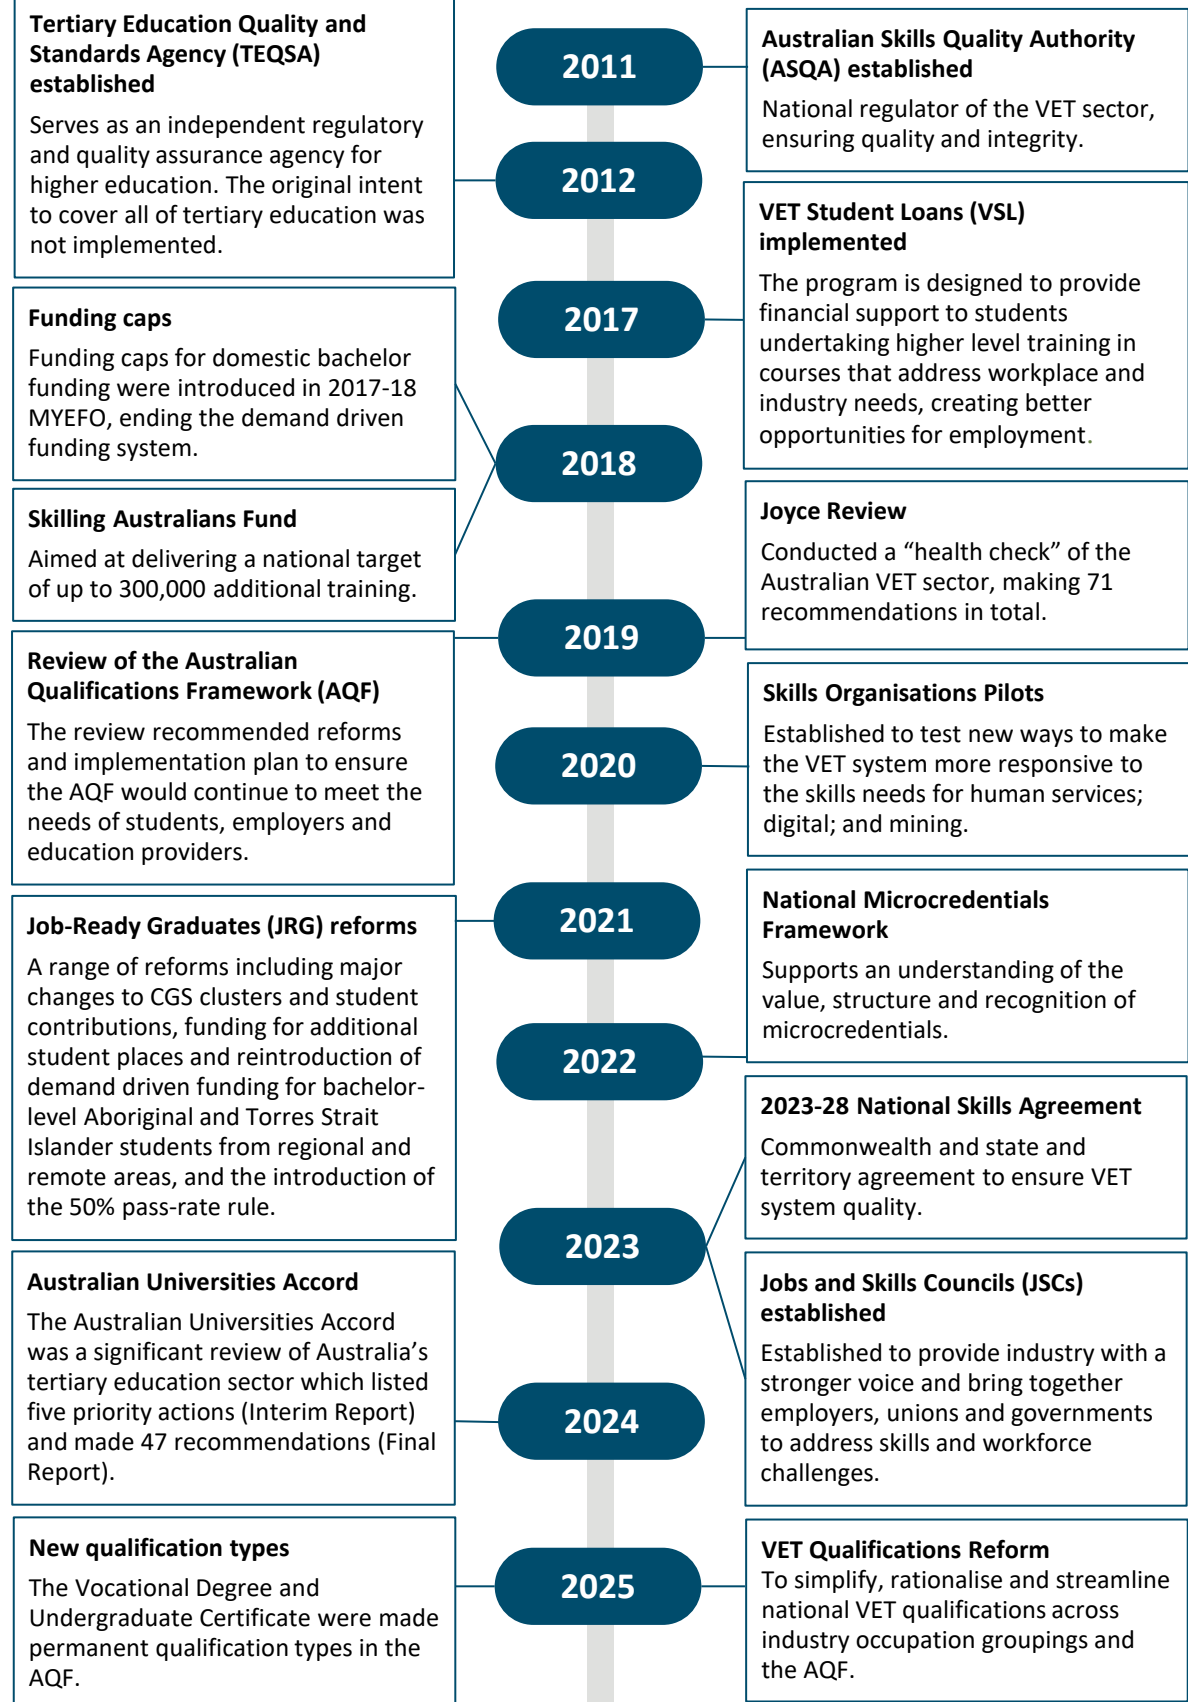 Tertiary Education Quality and
Standards Agency (TEQSA)
established
Serves as an independent regulatory
and quality assurance agency for
higher education. The original intent
to cover all of tertiary education was
not implemented.
2011
Australian Skills Quality Authority
(ASQA) established
National regulator of the VET sector,
ensuring quality and integrity.
2012
VET Student Loans (VSL)
implemented
The program is designed to provide
financial support to students
undertaking higher level training in
courses that address workplace and
industry needs, creating better
opportunities for employment.
2017
Funding caps
Funding caps for domestic bachelor
funding were introduced in 2017-18
MYEFO, ending the demand driven
funding system.
2018
Skilling Australians Fund
Aimed at delivering a national target
of up to 300,000 additional training.
Joyce Review
Conducted a “health check” of the
Australian VET sector, making 71
recommendations in total.
2019
Review of the Australian
Qualifications Framework (AQF)
The review recommended reforms
and implementation plan to ensure
the AQF would continue to meet the
needs of students, employers and
education providers.
Skills Organisations Pilots
Established to test new ways to make
the VET system more responsive to
the skills needs for human services;
digital; and mining.
2020
2021
Job-Ready Graduates (JRG) reforms
A range of reforms including major
changes to CGS clusters and student
contributions, funding for additional
student places and reintroduction of
demand driven funding for bachelor-
level Aboriginal and Torres Strait
Islander students from regional and
remote areas, and the introduction of
the 50% pass-rate rule.
National Microcredentials
Framework
Supports an understanding of the
value, structure and recognition of
microcredentials.
2022
2023-28 National Skills Agreement
Commonwealth and state and
territory agreement to ensure VET
system quality.
2023
Jobs and Skills Councils (JSCs)
established
Established to provide industry with a
stronger voice and bring together
employers, unions and governments
to address skills and workforce
challenges.
Australian Universities Accord
The Australian Universities Accord
was a significant review of Australia’s
tertiary education sector which listed
five priority actions (Interim Report)
and made 47 recommendations (Final
Report).
2024
New qualification types
The Vocational Degree and
Undergraduate Certificate were made
permanent qualification types in the
AQF.
2025
VET Qualifications Reform
To simplify, rationalise and streamline
national VET qualifications across
industry occupation groupings and
the AQF.